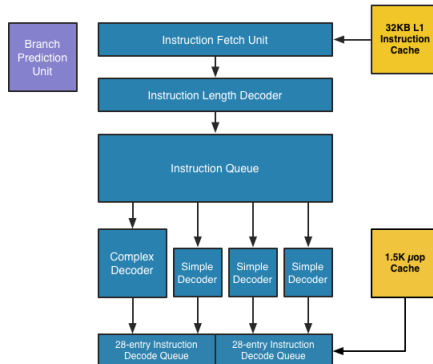 Branch
Prediction
Unit
Instruction Fetch Unit
32KB L1
Instruction
Cache
Instruction Length Decoder
Instruction Queue
Complex
Decoder
Simple
Decoder
Simple
Decoder
Simple
Decoder
1.5K μop
Cache
28-entry Instruction
Decode Queue
28-entry Instruction
Decode Queue